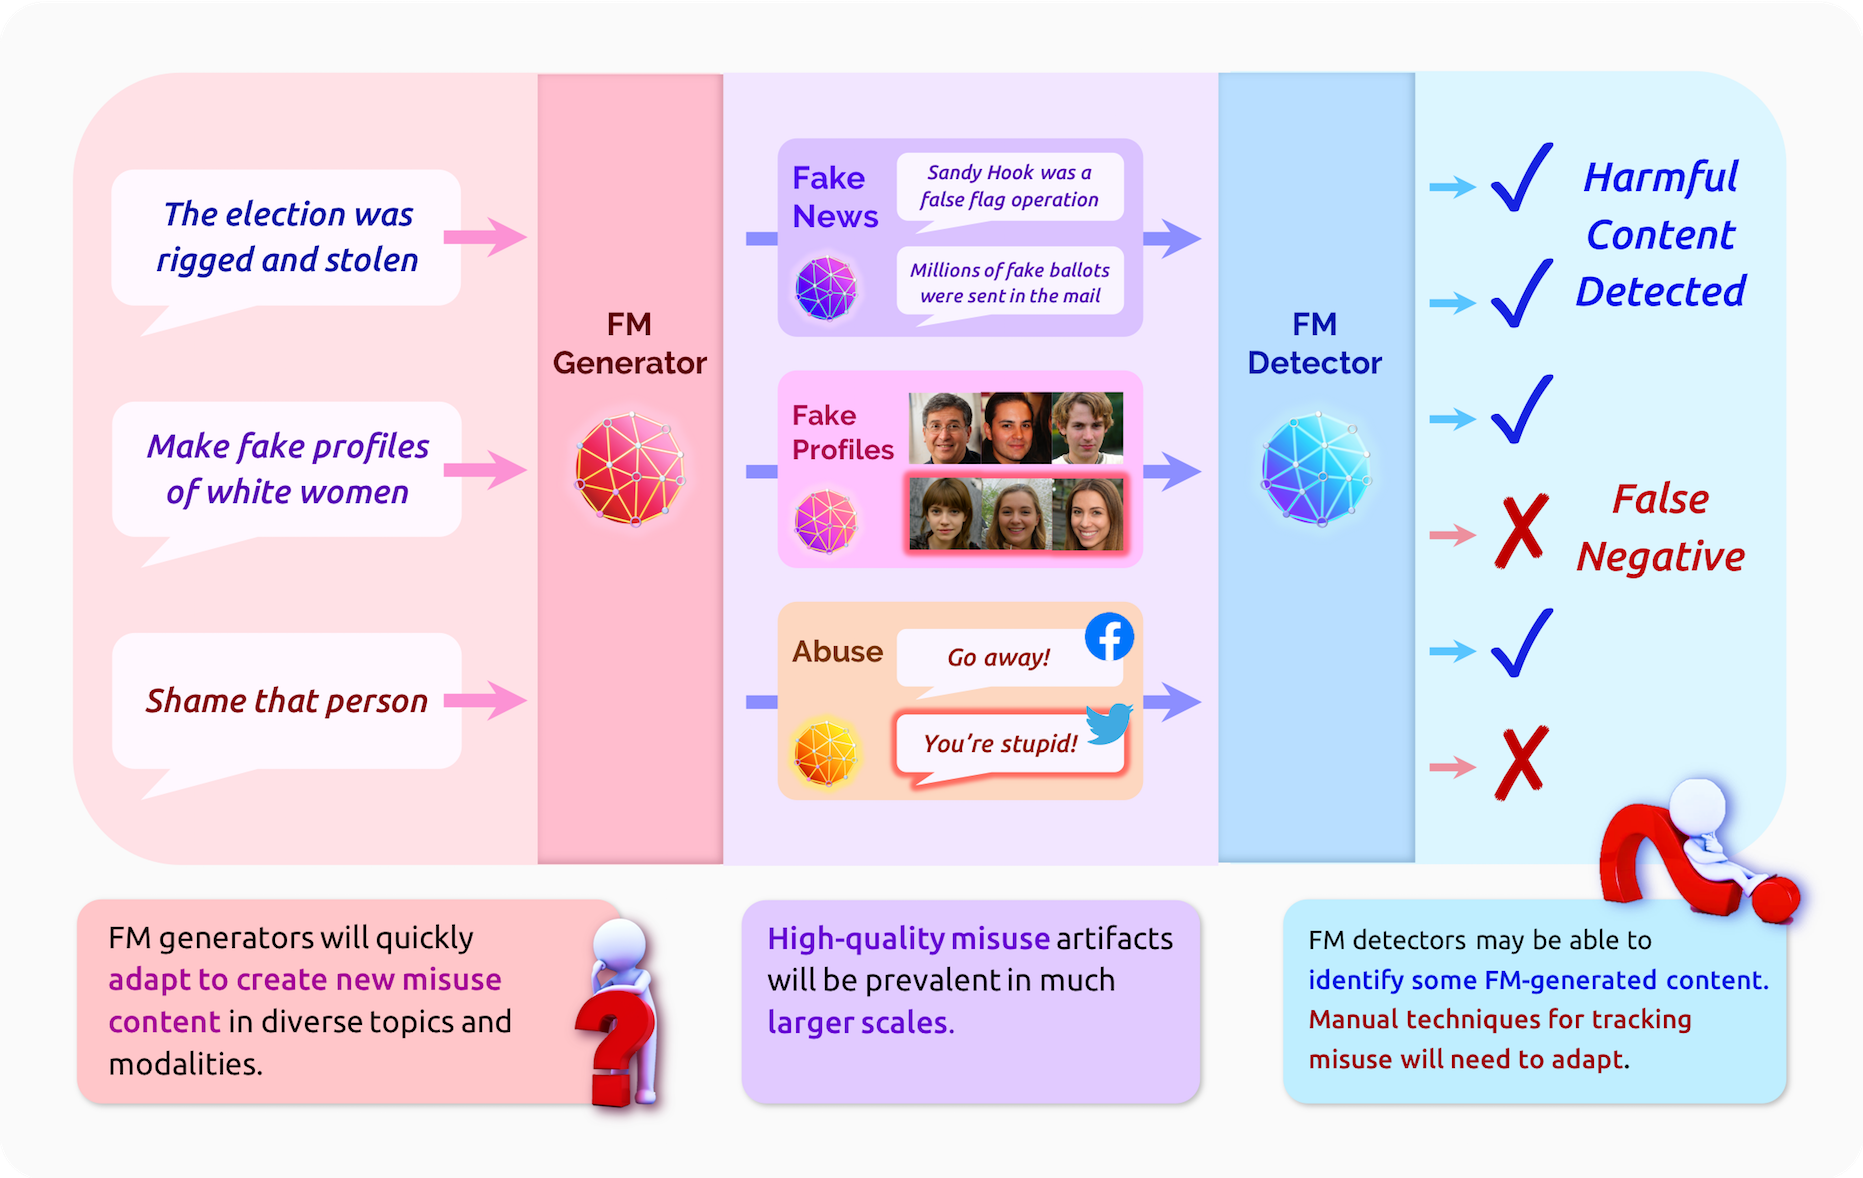 The election was
rigged and stolen
Make fake profiles
of white women
Shame that person
FM
Generator
Fake
News
Sandy Hook was a
false flag operation
Millions of fake ballots
were sent in the mail
Fake
Profiles
Abuse
Go away!
You're stupid!
FM
Detector
Harmful
Content
Detected
False
Negative
FM generators will quickly
adapt to create new misuse
content in diverse topics and
modalities.
High-quality misuse artifacts
will be prevalent in much
larger scales.
FM detectors may be able to
identify some FM-generated content.
Manual techniques for tracking
misuse will need to adapt.